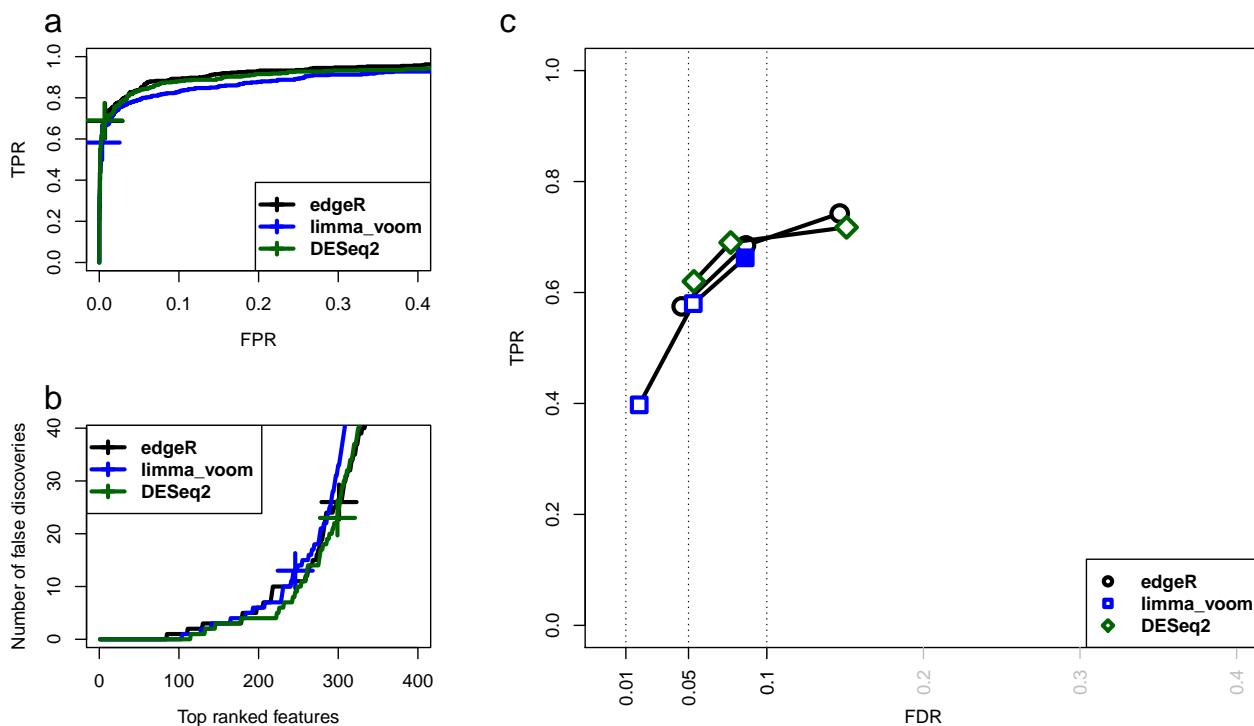 a
1.0
0.8
0.6
0.4
0.2
0.0
TPR
edgeR
limma_voom
DESeq2
0.0 0.1 0.2 0.3 0.4
FPR
b
40
30
20
10
0
Number of false discoveries
edgeR
limma_voom
DESeq2
0 100 200 300 400
Top ranked features
c
1.0
0.8
0.6
0.4
0.2
0.0
TPR
edgeR
limma_voom
DESeq2
0.01 0.05 0.1 0.2 0.3 0.4
FDR